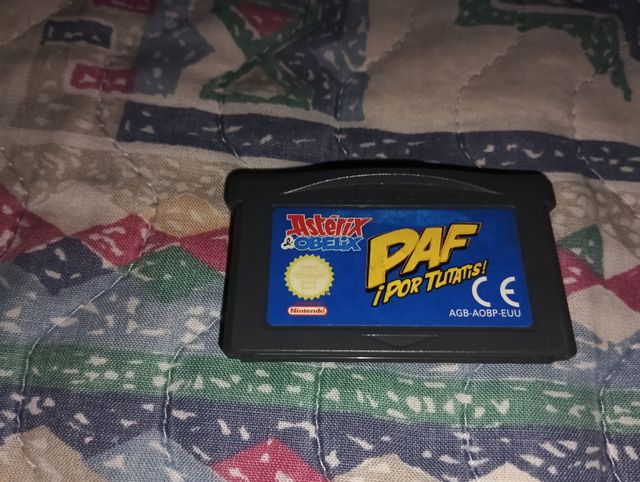 Astérix
& OBELIX
PAF
¡POR TUTATIS!
Nintendo
CE
AGB-AOBP-EUU